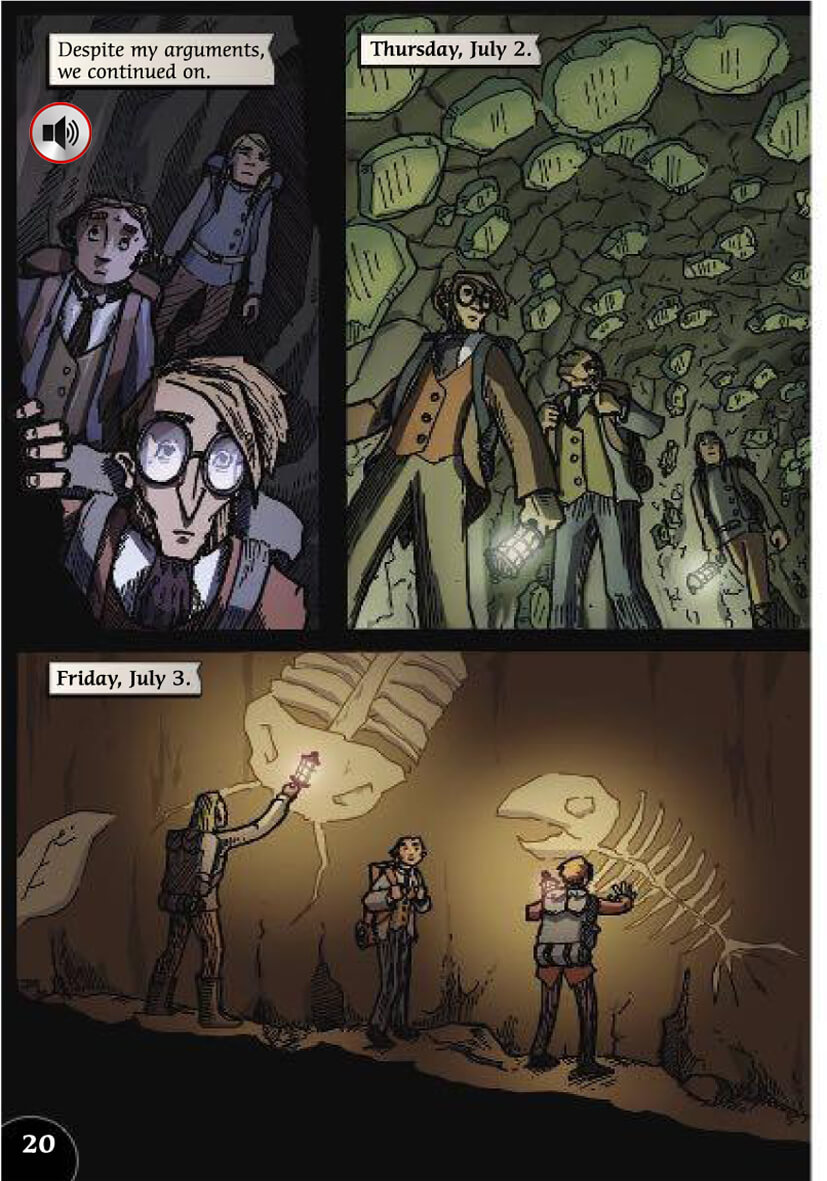 Despite my arguments,
we continued on.
Thursday, July 2.
Friday, July 3.
20